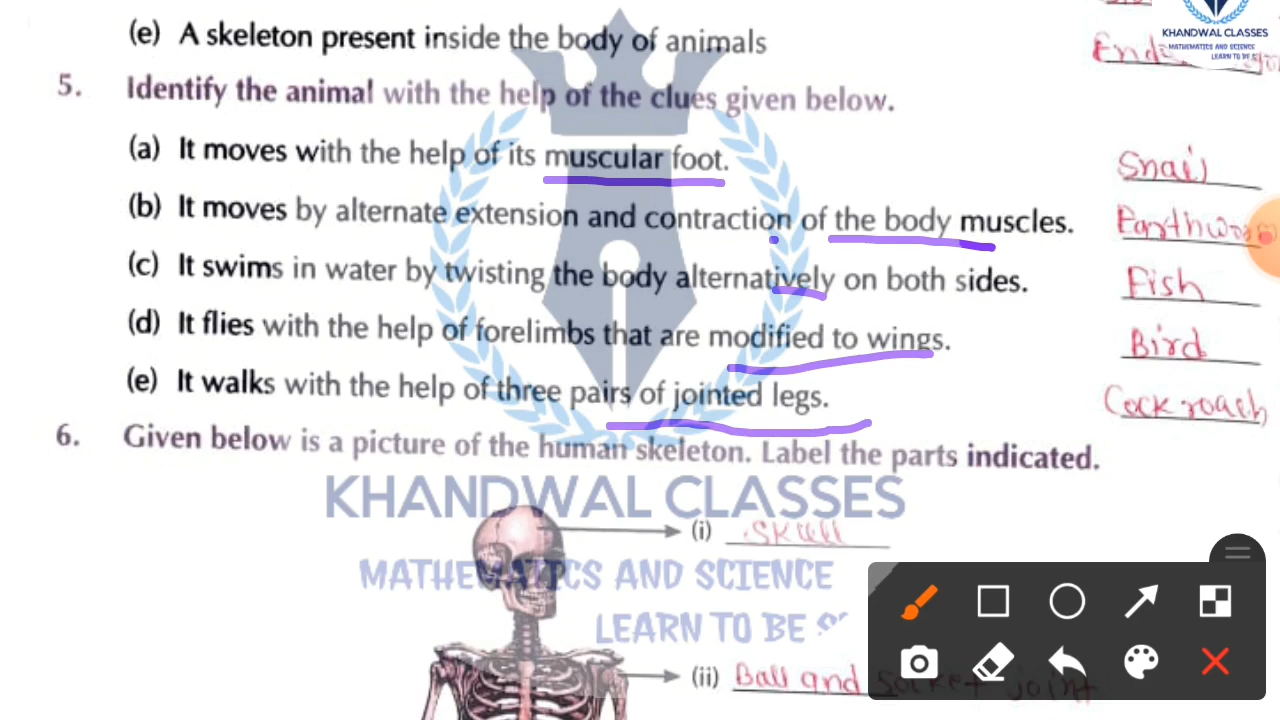 (e) A skeleton present inside the body of animals
KHANDWAL CLASSES
MATHEMATICS AND SCIENCE
LEARN TO BE S
5. Identify the animal with the help of the clues given below.
(a) It moves with the help of its muscular foot. Snail
(b) It moves by alternate extension and contraction of the body muscles. Earthworm
(c) It swims in water by twisting the body alternatively on both sides. Fish
(d) It flies with the help of forelimbs that are modified to wings. Bird
(e) It walks with the help of three pairs of jointed legs. Cockroach
6. Given below is a picture of the human skeleton. Label the parts indicated.
KHANDWAL CLASSES
(i) Skull
MATHEMATICS AND SCIENCE
LEARN TO BE
(ii) Ball and socket joint